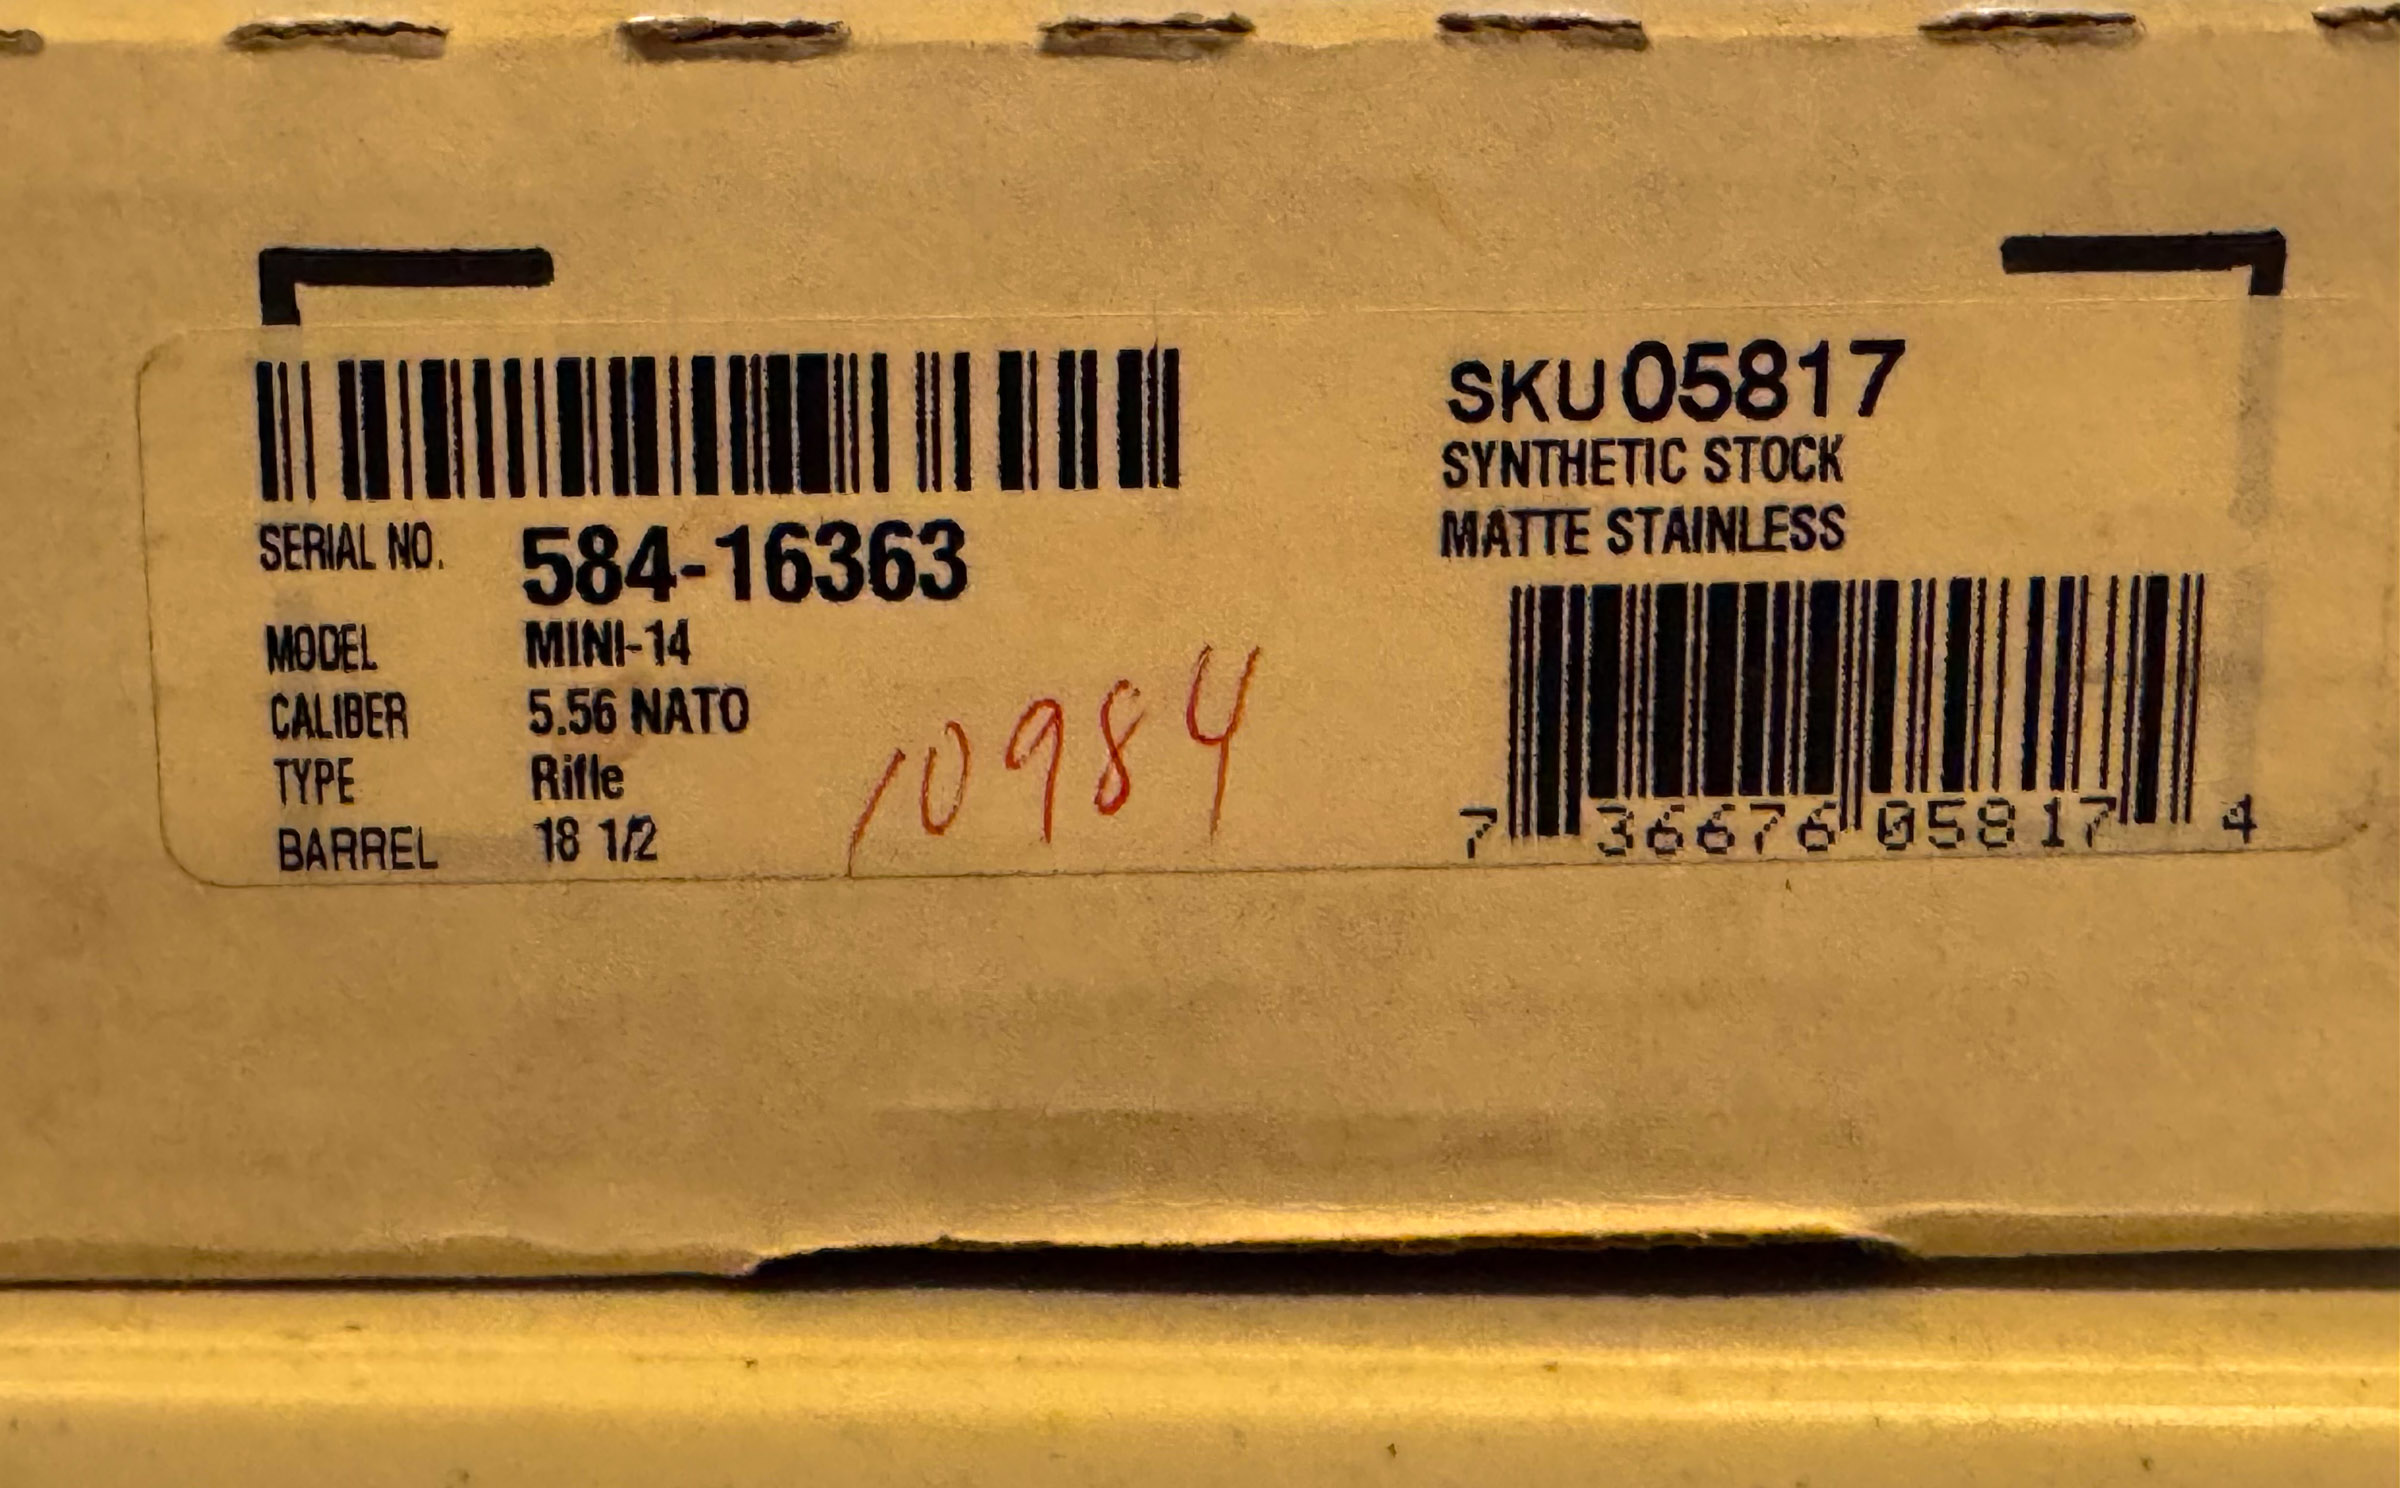 SERIAL NO. 584-16363
MODEL MINI-14
CALIBER 5.56 NATO
TYPE Rifle
BARREL 18 1/2
10984
SKU 05817
SYNTHETIC STOCK
MATTE STAINLESS
7 36676 05817 4